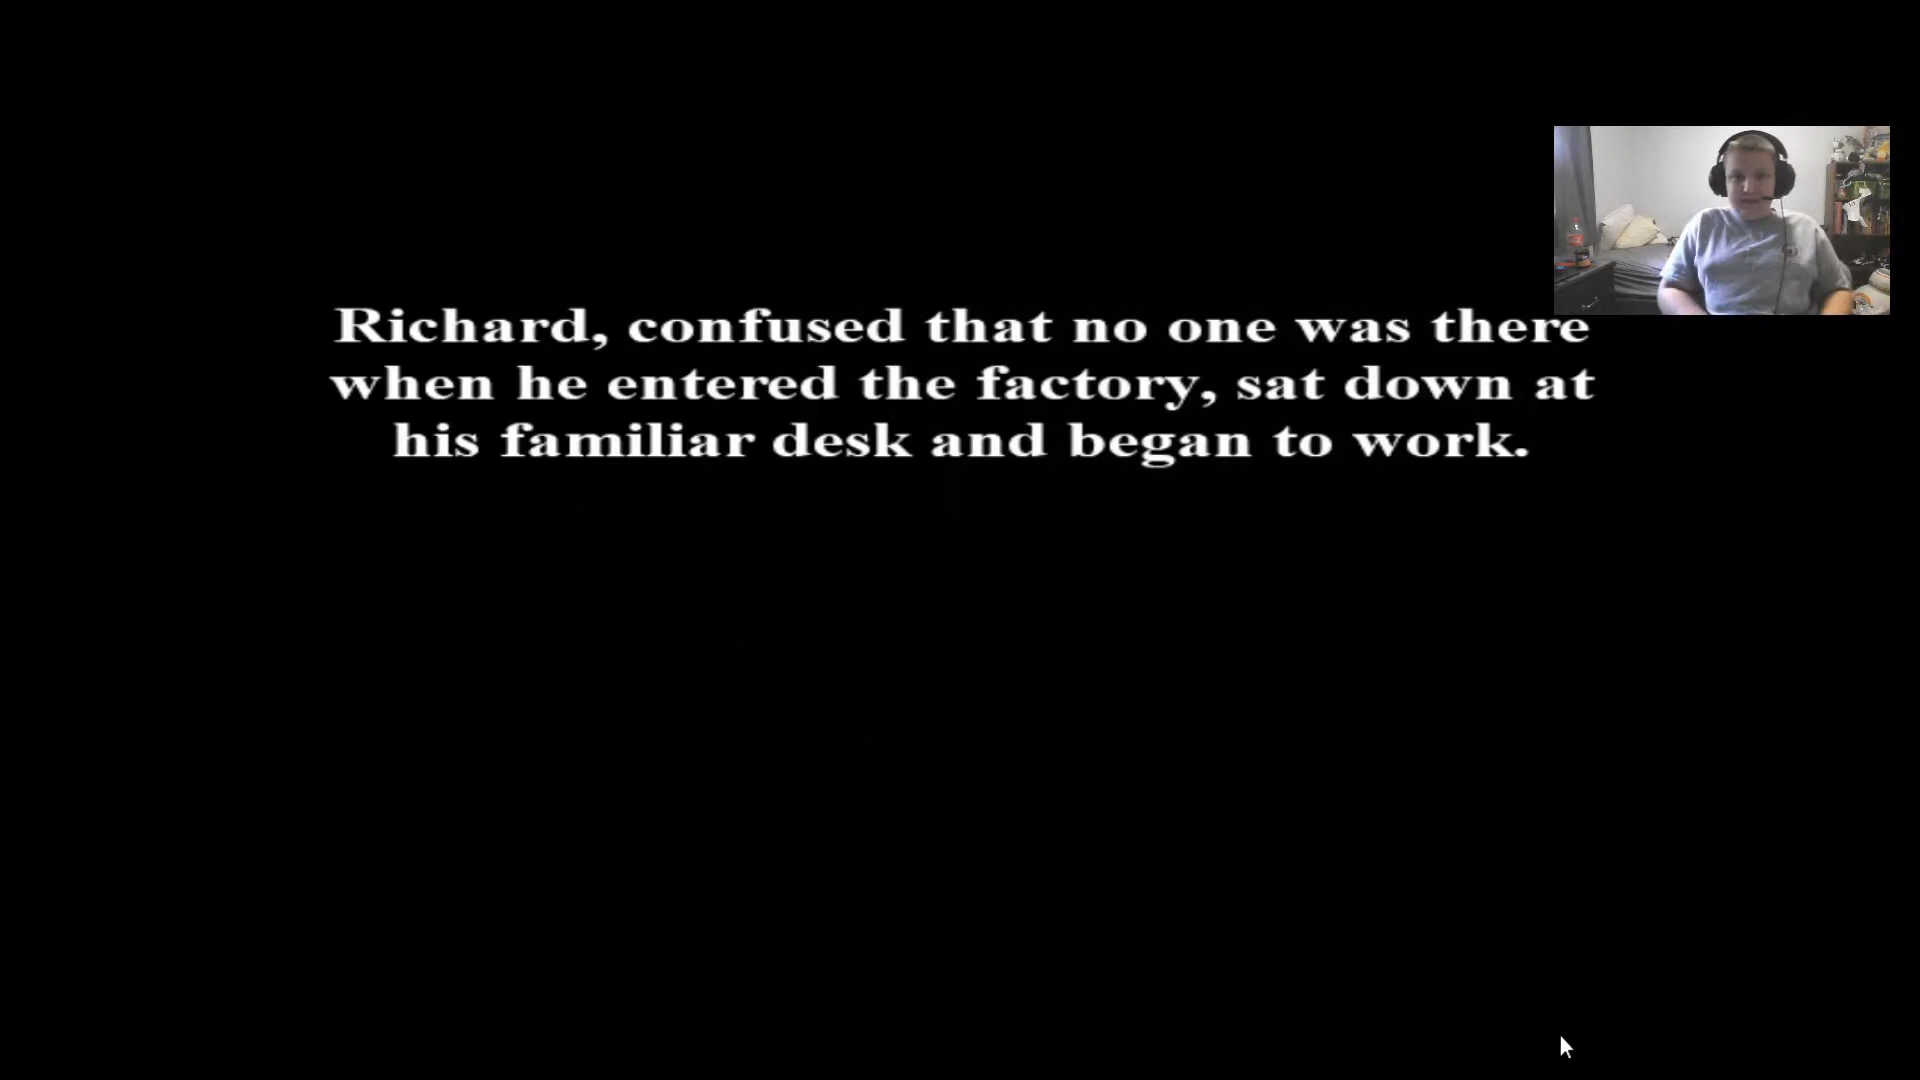 Richard, confused that no one was there
when he entered the factory, sat down at
his familiar desk and began to work.